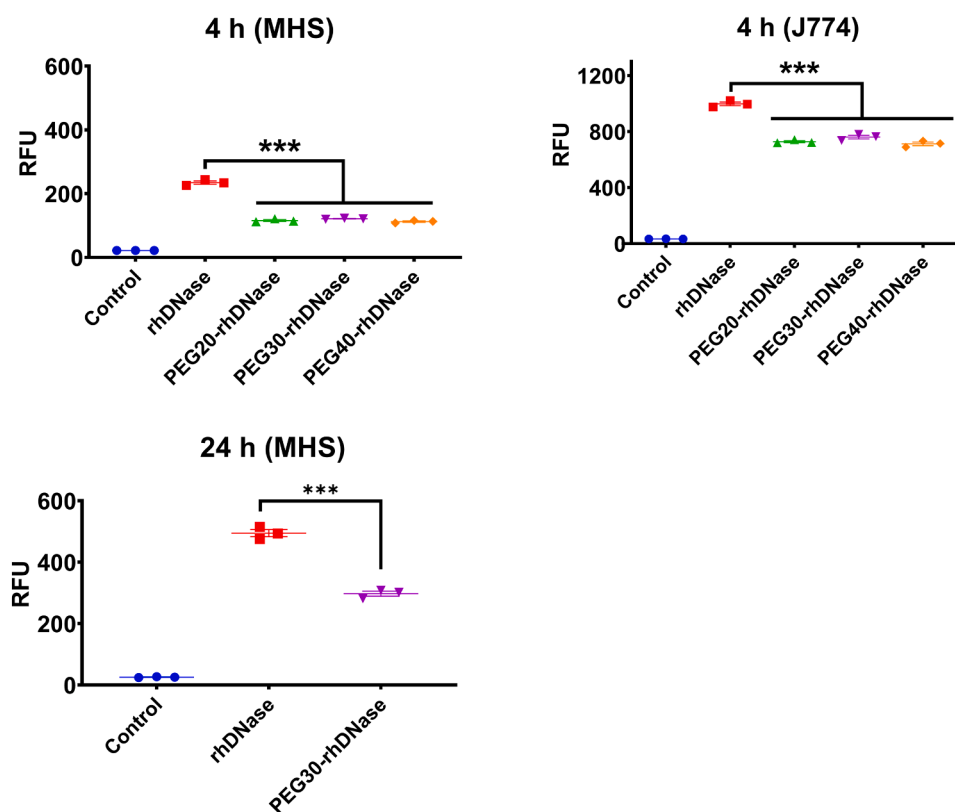 4 h (MHS)
600
400
200
0
RFU
***
Control
rhDNase
PEG20-rhDNase
PEG30-rhDNase
PEG40-rhDNase
4 h (J774)
1200
800
400
0
RFU
***
Control
rhDNase
PEG20-rhDNase
PEG30-rhDNase
PEG40-rhDNase
24 h (MHS)
600
400
200
0
RFU
***
Control
rhDNase
PEG30-rhDNase